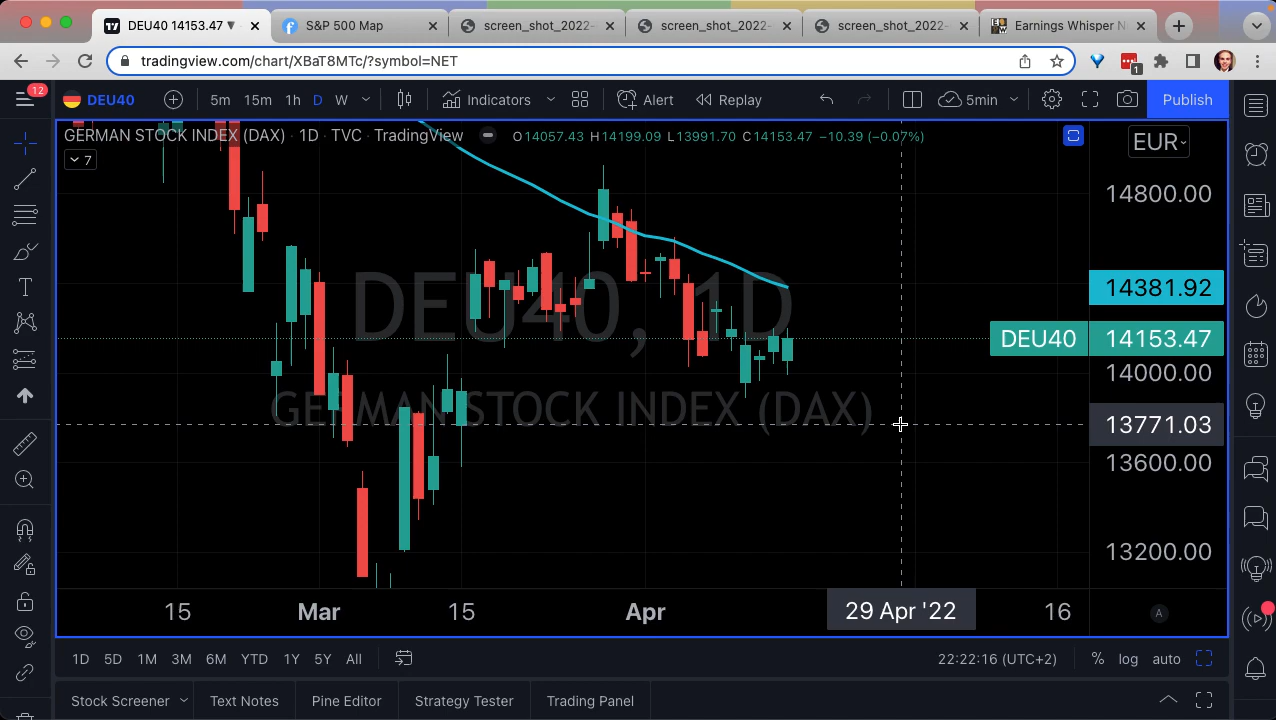 DEU40 14153.47 ▼
S&P 500 Map
screen_shot_2022-
screen_shot_2022-
screen_shot_2022-
Earnings Whisper N
tradingview.com/chart/XBaT8MTc/?symbol=NET
1
12
DEU40 5m 15m 1h D W Indicators Alert Replay 5min Publish
GERMAN STOCK INDEX (DAX) · 1D · TVC · TradingView O14057.43 H14199.09 L13991.70 C14153.47 −10.39 (−0.07%)
EUR
7
14800.00
DEU40, 1D
14381.92
DEU40 14153.47
14000.00
GERMAN STOCK INDEX (DAX)
13771.03
13600.00
13200.00
15 Mar 15 Apr 29 Apr '22 16 A
1D 5D 1M 3M 6M YTD 1Y 5Y All 22:22:16 (UTC+2) % log auto
Stock Screener Text Notes Pine Editor Strategy Tester Trading Panel